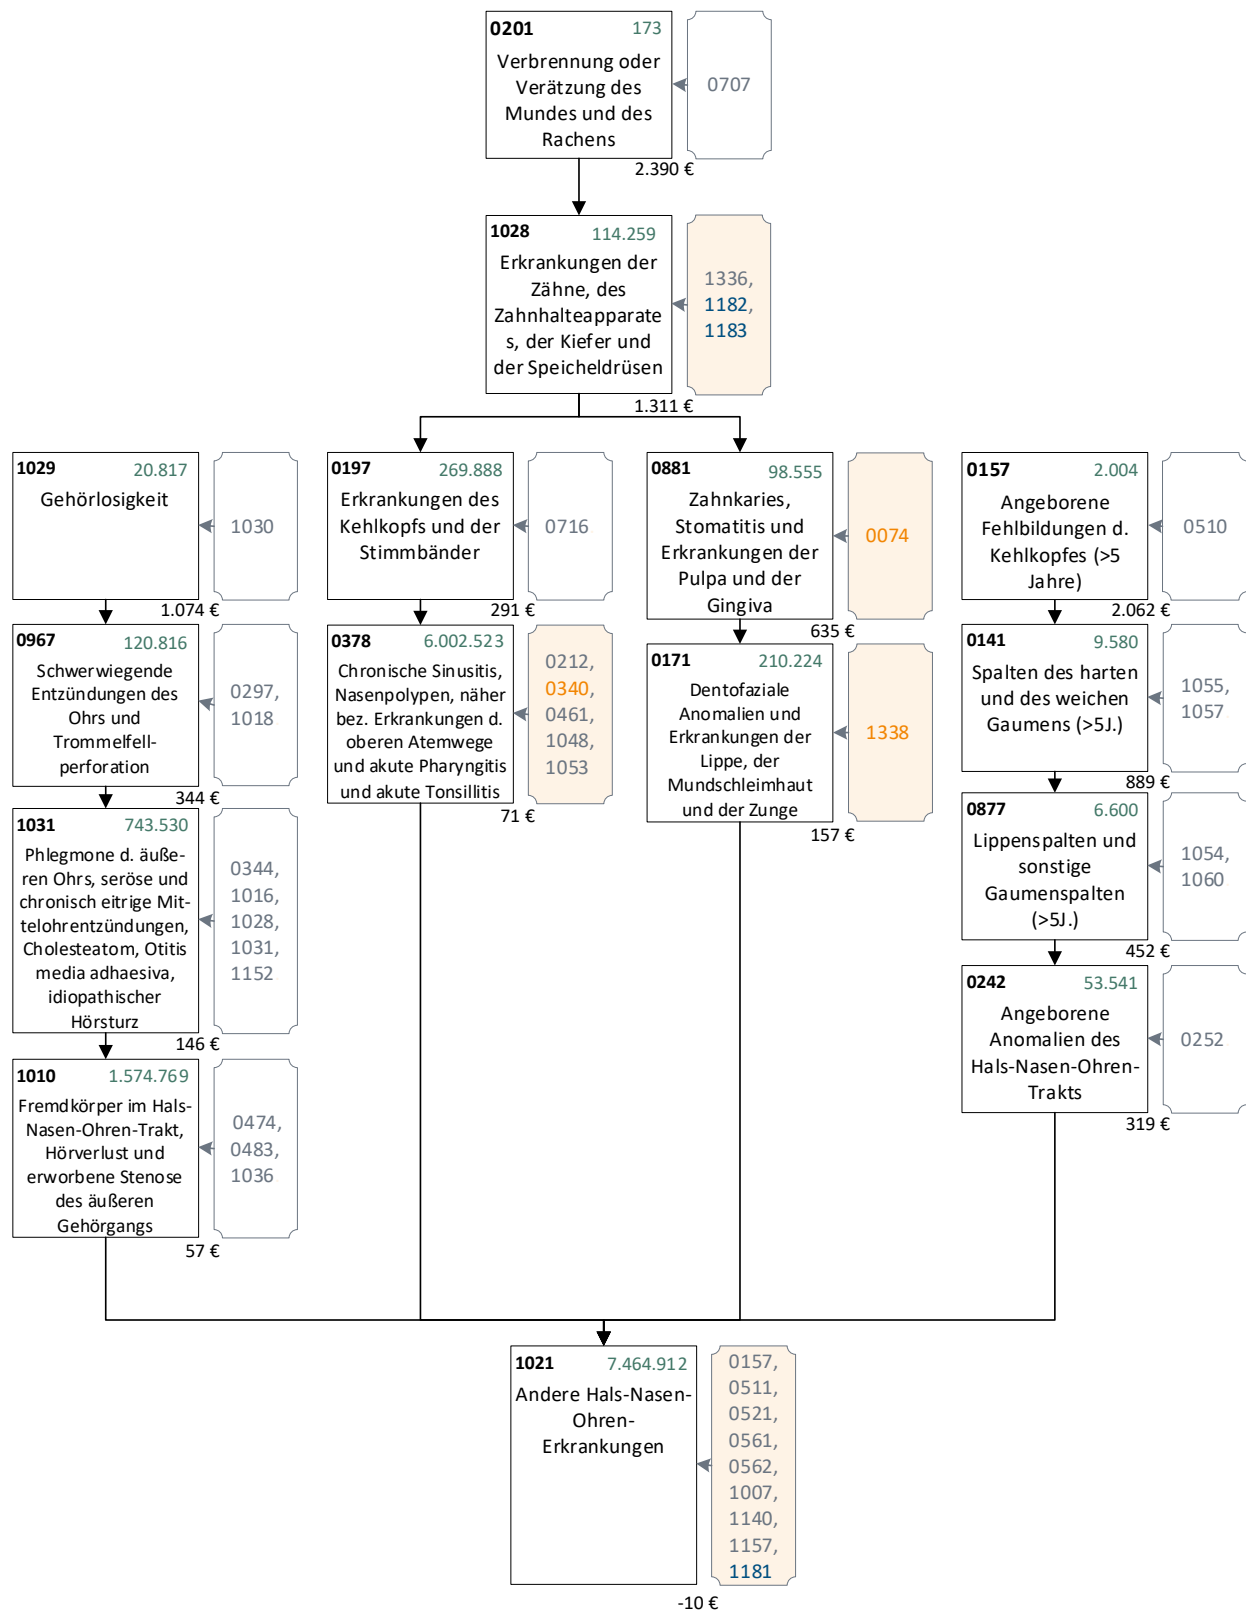 0201 173
Verbrennung oder
Verätzung des
Mundes und des
Rachens
0707
2.390 €
1028 114.259
Erkrankungen der
Zähne, des
Zahnhalteapparate
s, der Kiefer und
der Speicheldrüsen
1336,
1182,
1183
1.311 €
1029 20.817
Gehörlosigkeit
1030
1.074 €
0967 120.816
Schwerwiegende
Entzündungen des
Ohrs und
Trommelfell-
perforation
0297,
1018
344 €
1031 743.530
Phlegmone d. äuße-
ren Ohrs, seröse und
chronisch eitrige Mit-
telohrentzündungen,
Cholesteatom, Otitis
media adhaesiva,
idiopathischer
Hörsturz
0344,
1016,
1028,
1031,
1152
146 €
1010 1.574.769
Fremdkörper im Hals-
Nasen-Ohren-Trakt,
Hörverlust und
erworbene Stenose
des äußeren
Gehörgangs
0474,
0483,
1036
57 €
0197 269.888
Erkrankungen des
Kehlkopfs und der
Stimmbänder
0716
291 €
0378 6.002.523
Chronische Sinusitis,
Nasenpolypen, näher
bez. Erkrankungen d.
oberen Atemwege
und akute Pharyngitis
und akute Tonsillitis
0212,
0340,
0461,
1048,
1053
71 €
0881 98.555
Zahnkaries,
Stomatitis und
Erkrankungen der
Pulpa und der
Gingiva
0074
635 €
0171 210.224
Dentofaziale
Anomalien und
Erkrankungen der
Lippe, der
Mundschleimhaut
und der Zunge
1338
157 €
0157 2.004
Angeborene
Fehlbildungen d.
Kehlkopfes (>5
Jahre)
0510
2.062 €
0141 9.580
Spalten des harten
und des weichen
Gaumens (>5J.)
1055,
1057
889 €
0877 6.600
Lippenspalten und
sonstige
Gaumenspalten
(>5J.)
1054,
1060
452 €
0242 53.541
Angeborene
Anomalien des
Hals-Nasen-Ohren-
Trakts
0252
319 €
1021 7.464.912
Andere Hals-Nasen-
Ohren-
Erkrankungen
0157,
0511,
0521,
0561,
0562,
1007,
1140,
1157,
1181
-10 €